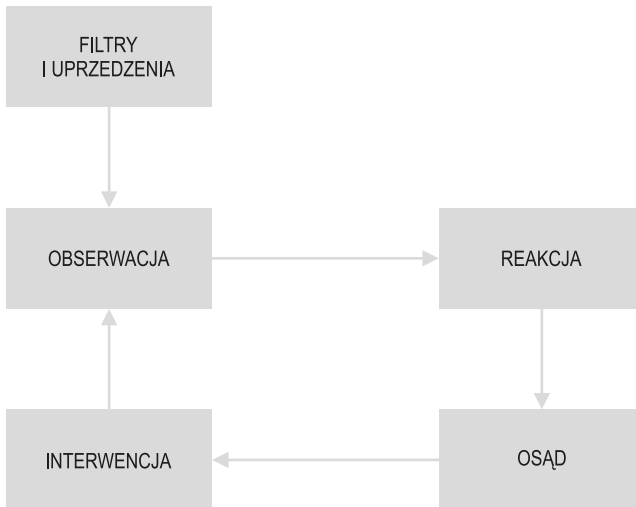 FILTRY
I UPRZEDZENIA
OBSERWACJA
REAKCJA
INTERWENCJA
OSĄD